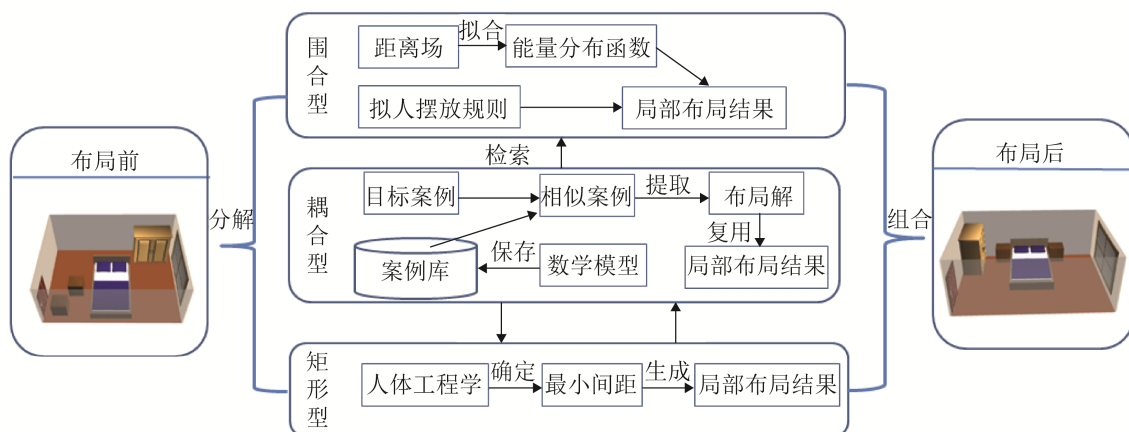 布局前
分解
围合型
距离场
拟合
能量分布函数
拟人摆放规则
局部布局结果
检索
耦合型
目标案例
相似案例
提取
布局解
复用
案例库
保存
数学模型
局部布局结果
矩形型
人体工程学
确定
最小间距
生成
局部布局结果
组合
布局后